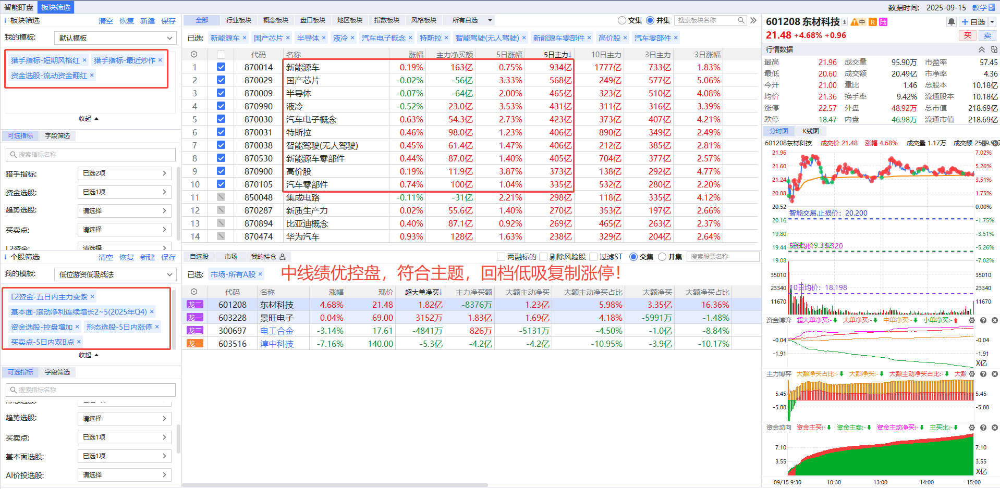 智能盯盘 板块筛选 数据时间: 2025-09-15 教学
板块筛选 清空 恢复 新建 保存
我的模板: 默认模板
猎手指标-短期风格红 × 猎手指标-最近炒作 ×
资金选股-流动资金翻红 ×
收起
可选指标 字段筛选
搜索指标名称
猎手指标: 已选2项
资金选股: 已选1项
趋势选股: 请选择
买卖点: 请选择
L2资金: 请选择
个股筛选 清空 恢复 新建 保存
我的模板: 低位游资低吸战法
L2资金-五日内主力变紫 ×
基本面-滚动净利连续增长2~5(2025年Q4) ×
资金选股-控盘增加 × 形态选股-5日内涨停 ×
买卖点-5日内双B点 ×
收起
可选指标 字段筛选
搜索指标名称
趋势选股: 请选择
买卖点: 已选1项
基本面选股: 已选1项
AI价投选股: 请选择
全部 行业板块 概念板块 盘口板块 地区板块 指数板块 风格板块 所有自选 交集 并集 搜索板块名称
已选: 新能源车 × 国产芯片 × 半导体 × 液冷 × 汽车电子概念 × 特斯拉 × 智能驾驶(无人驾驶) × 新能源车零部件 × 高价股 × 汽车零部件 ×
代码 名称 涨幅 主力净买额 5日涨幅 5日主力↓ 10日主力 3日主力 3日涨幅
1 870014 新能源车 0.19% 163亿 0.75% 934亿 1777亿 733亿 1.83%
2 870029 国产芯片 -0.02% -56亿 3.33% 568亿 249亿 577亿 5.06%
3 870009 半导体 -0.07% -64亿 2.00% 465亿 323亿 510亿 4.08%
4 870990 液冷 -0.52% 23.0亿 3.53% 431亿 311亿 316亿 3.39%
5 870030 汽车电子概念 0.63% 54.3亿 2.73% 423亿 373亿 407亿 4.21%
6 870031 特斯拉 0.46% 98.0亿 1.23% 406亿 890亿 349亿 2.49%
7 870038 智能驾驶(无人驾驶) 0.45% 61.4亿 1.47% 406亿 212亿 385亿 2.81%
8 870530 新能源车零部件 0.44% 87.0亿 1.40% 405亿 704亿 377亿 2.57%
9 870900 高价股 0.19% 11.9亿 3.87% 373亿 138亿 292亿 4.77%
10 870105 汽车零部件 0.74% 100亿 1.04% 335亿 532亿 280亿 2.20%
11 850048 集成电路 -0.11% -31亿 2.21% 298亿 118亿 335亿 4.12%
12 870287 新质生产力 0.02% 55.6亿 1.40% 270亿 353亿 197亿 2.66%
13 870894 比亚迪概念 0.40% 87.1亿 0.92% 269亿 465亿 263亿 2.37%
14 870474 华为汽车 0.93% 128亿 1.63% 238亿 329亿 204亿 2.64%
自选股 市场 我的持仓 两融标的 剔除风险股 过滤ST 交集 并集 搜索股票名称
已选: 市场-所有A股 × 中线绩优控盘，符合主题，回档低吸复制涨停！
代码 名称 涨幅 现价 超大单净买↓ 主力净买额 大额主动净买 大额主动净买占比 大额净买 大额净买占比
龙二 601208 东材科技 4.68% 21.48 1.82亿 -8376万 1.23亿 5.98% 3.35亿 16.36%
龙一 603228 景旺电子 0.04% 69.00 3152万 1.83亿 1.69亿 4.18% -5991万 -1.48%
龙三 300697 电工合金 -3.14% 17.61 -4841万 826万 -5131万 -4.50% -1.0亿 -8.84%
龙一 603516 淳中科技 -7.16% 140.00 -5.3亿 -4.2亿 -4.2亿 -10.95% -3.9亿 -10.17%
601208 东材科技 中 R 陆 自选
21.48 +4.68% +0.96 买 卖
行情数据
最高 21.96 成交量 95.90万 市盈率 57.45
最低 20.60 成交额 20.49亿 市净率 4.36
今开 21.00 量比 1.46 总股本 10.18亿
均价 21.36 换手率 9.42% 流通股本 10.18亿
涨停 22.57 外盘 48.92万 总市值 218.69亿
跌停 18.47 内盘 46.98万 流通市值 218.69亿
分时图 K线图
601208东材科技 成交价 21.48 涨幅 4.68% 成交量 1.17万 成交额
21.96 7.02%
21.60 5.26%
21.24 3.51%
20.88 1.75%
20.52 0.00%
智能交易.止损价: 20.200
20.16 -1.75%
19.80 -3.51%
19.44 -5.26%
19.08 -7.02%
35010 35010
23340 10日均价: 18.198 23340
11670 11670
资金博弈 超大单净买:- 大单净买:- 中单净买:- 小单净买:-
-0.04 -0.04
-1.91 -1.91
X亿
主力博弈 大额净买占比:- 大额净买:- 大额主动净买占比:- 大额
5.45 5.45
-5.88 -5.88
资金动向 资金主买:- 资金主卖:- 资金主动净买:- 主买比:-
7.10 7.10
3.55 3.55
X亿
09/15 9:30 10:30 13:00 14:00 15:00